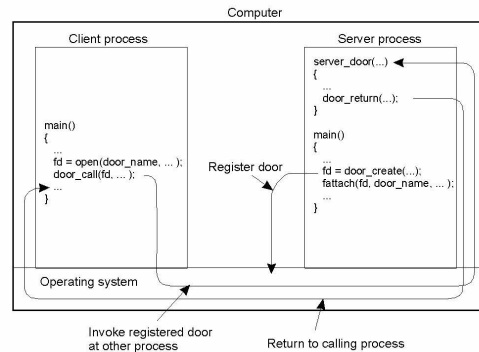 Computer
Client process
main()
{
...
fd = open(door_name, ... );
door_call(fd, ... );
...
}
Server process
server_door(...)
{
...
door_return(...);
}
main()
{
...
fd = door_create(...);
fattach(fd, door_name, ... );
...
}
Register door
Operating system
Invoke registered door
at other process
Return to calling process